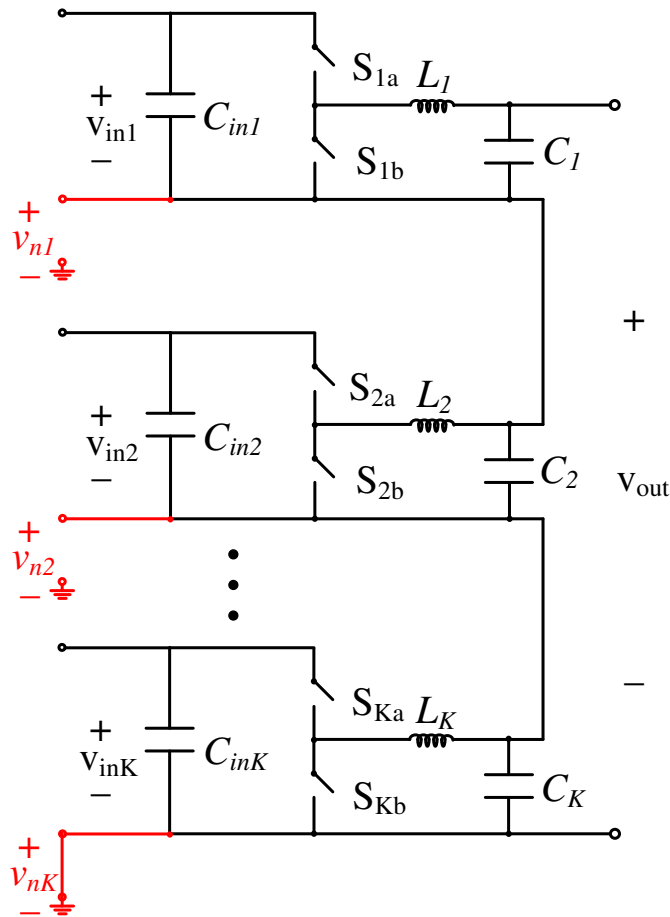 S1a
L1
+
vin1
−
Cin1
C1
S1b
+
vn1
−
+
S2a
L2
+
vin2
−
Cin2
C2
vout
S2b
+
vn2
−
−
SKa
LK
+
vinK
−
CinK
CK
SKb
+
vnK
−